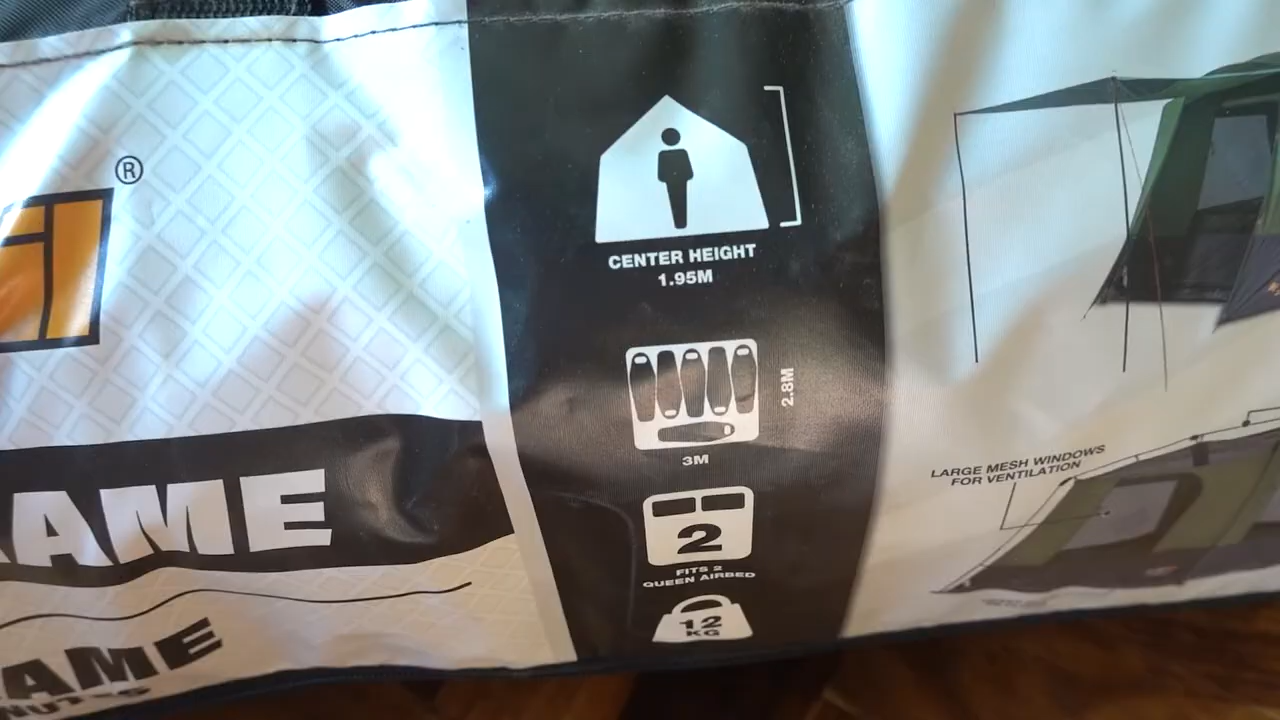 ®
CENTER HEIGHT
1.95M
2.8M
3M
2
FITS 2
QUEEN AIRBED
12
KG
LARGE MESH WINDOWS
FOR VENTILATION
AME
AME